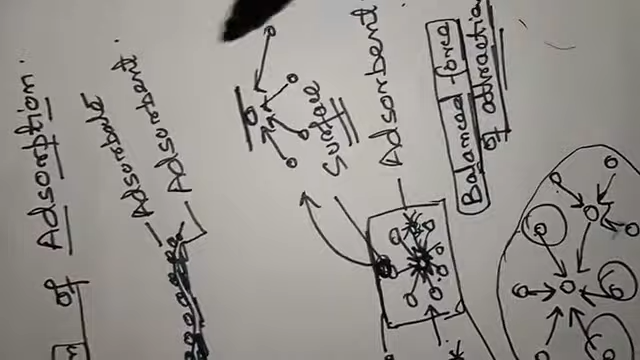 of Adsorption.
Adsorbate
Adsorbent.
Surface
Adsorbent
Balanced force
of attraction